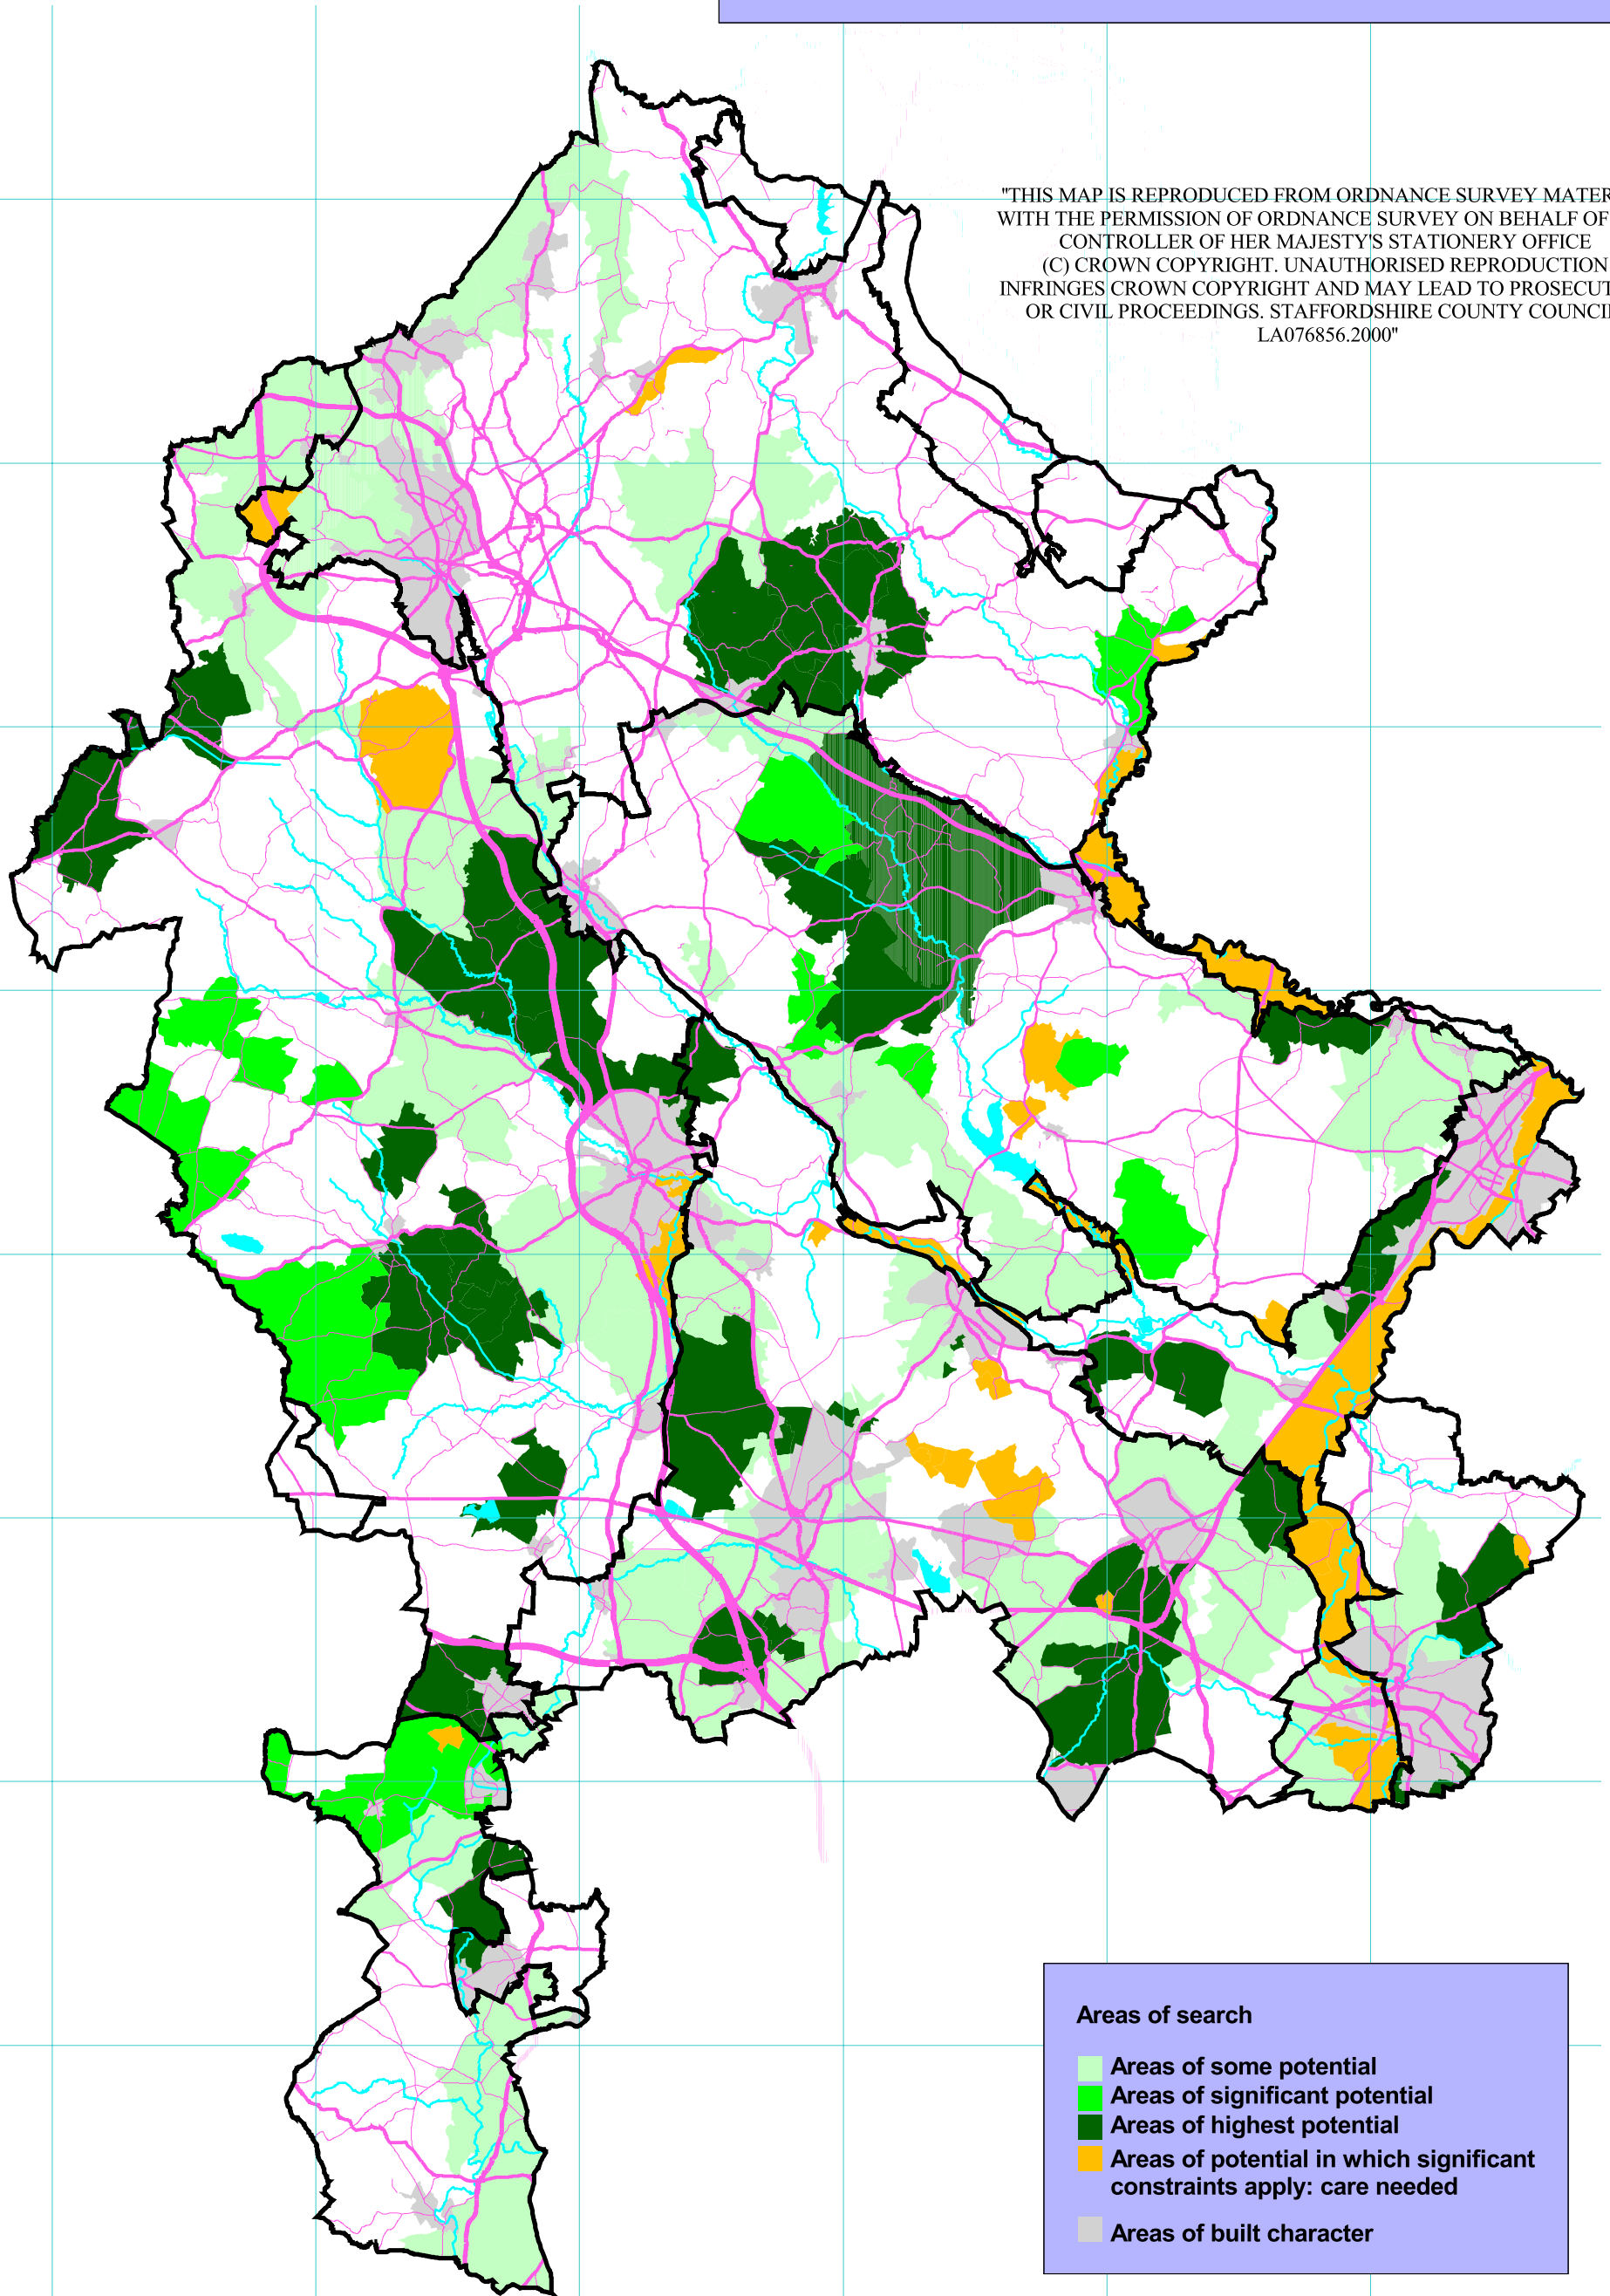 "THIS MAP IS REPRODUCED FROM ORDNANCE SURVEY MATER
WITH THE PERMISSION OF ORDNANCE SURVEY ON BEHALF OF
CONTROLLER OF HER MAJESTY'S STATIONERY OFFICE
(C) CROWN COPYRIGHT. UNAUTHORISED REPRODUCTION
INFRINGES CROWN COPYRIGHT AND MAY LEAD TO PROSECUT
OR CIVIL PROCEEDINGS. STAFFORDSHIRE COUNTY COUNCI
LA076856.2000"
Areas of search
Areas of some potential
Areas of significant potential
Areas of highest potential
Areas of potential in which significant
constraints apply: care needed
Areas of built character